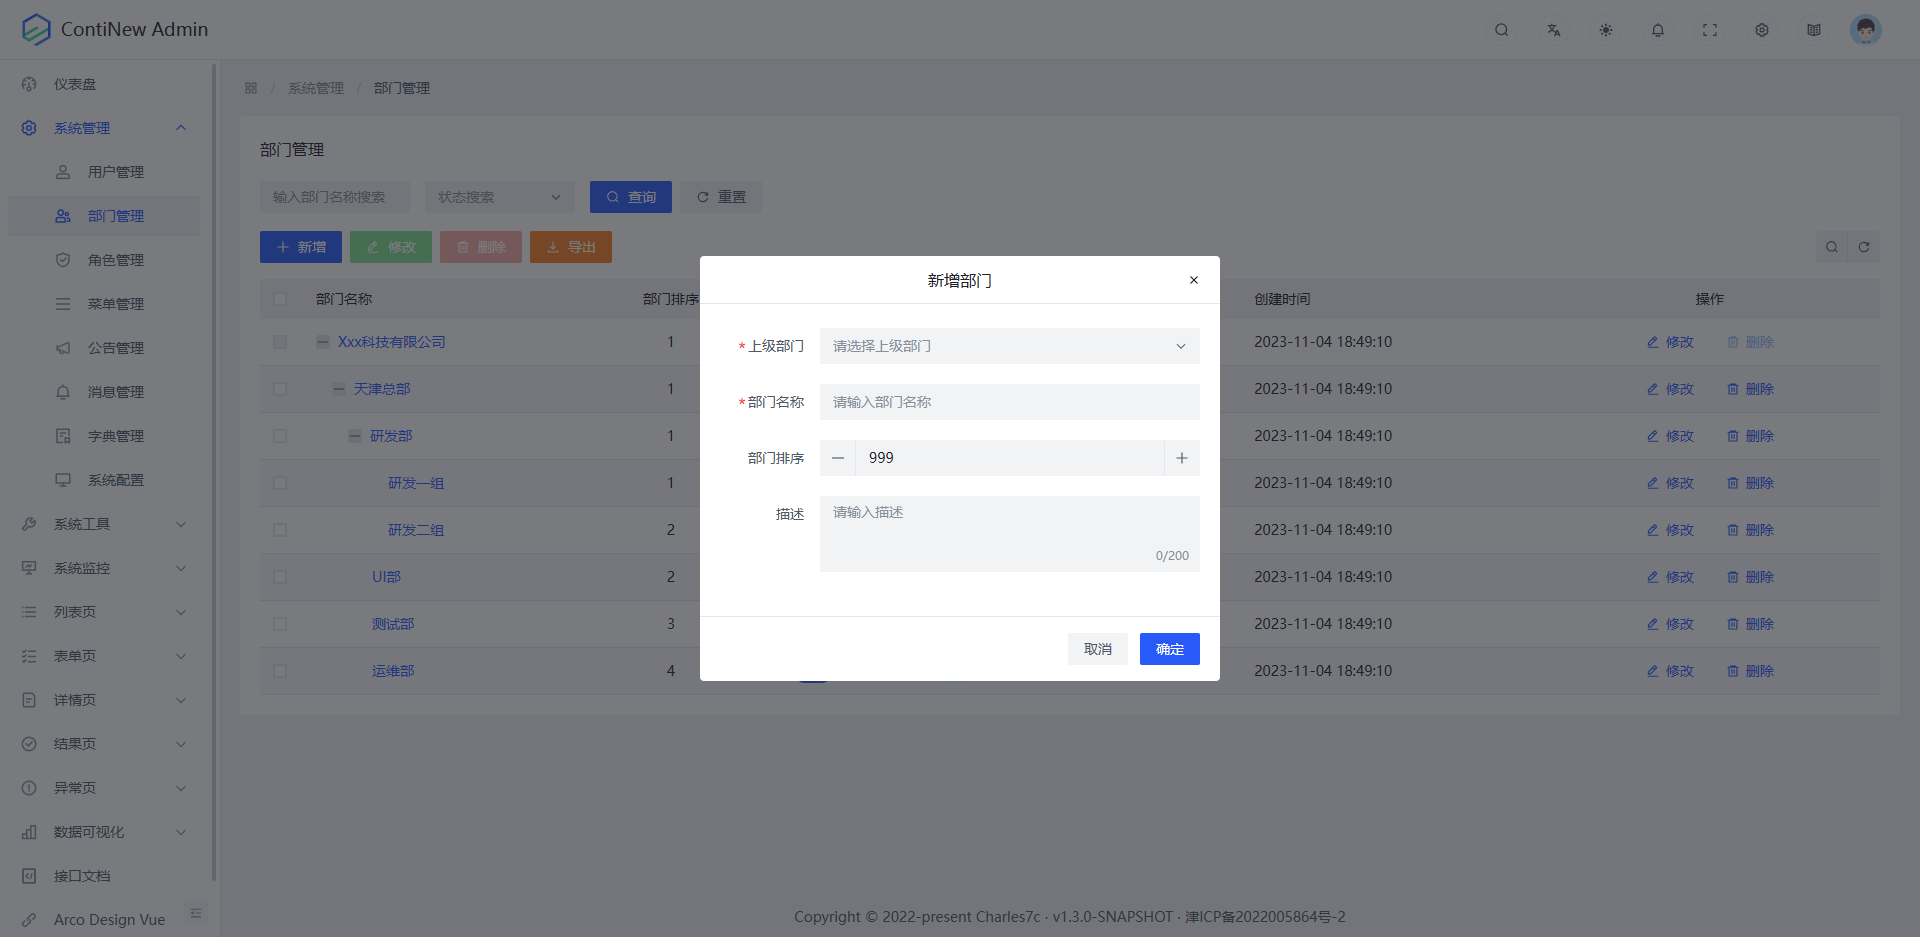 ContiNew Admin
仪表盘
系统管理
用户管理
部门管理
角色管理
菜单管理
公告管理
消息管理
字典管理
系统配置
系统工具
系统监控
列表页
表单页
详情页
结果页
异常页
数据可视化
接口文档
Arco Design Vue
/ 系统管理 / 部门管理
部门管理
输入部门名称搜索 状态搜索 查询 重置
新增 修改 删除 导出
部门名称 部门排序 创建时间 操作
Xxx科技有限公司 1 2023-11-04 18:49:10 修改 删除
天津总部 1 2023-11-04 18:49:10 修改 删除
研发部 1 2023-11-04 18:49:10 修改 删除
研发一组 1 2023-11-04 18:49:10 修改 删除
研发二组 2 2023-11-04 18:49:10 修改 删除
UI部 2 2023-11-04 18:49:10 修改 删除
测试部 3 2023-11-04 18:49:10 修改 删除
运维部 4 2023-11-04 18:49:10 修改 删除
新增部门
*上级部门 请选择上级部门
*部门名称 请输入部门名称
部门排序 999
描述 请输入描述
0/200
取消 确定
Copyright © 2022-present Charles7c · v1.3.0-SNAPSHOT · 津ICP备2022005864号-2